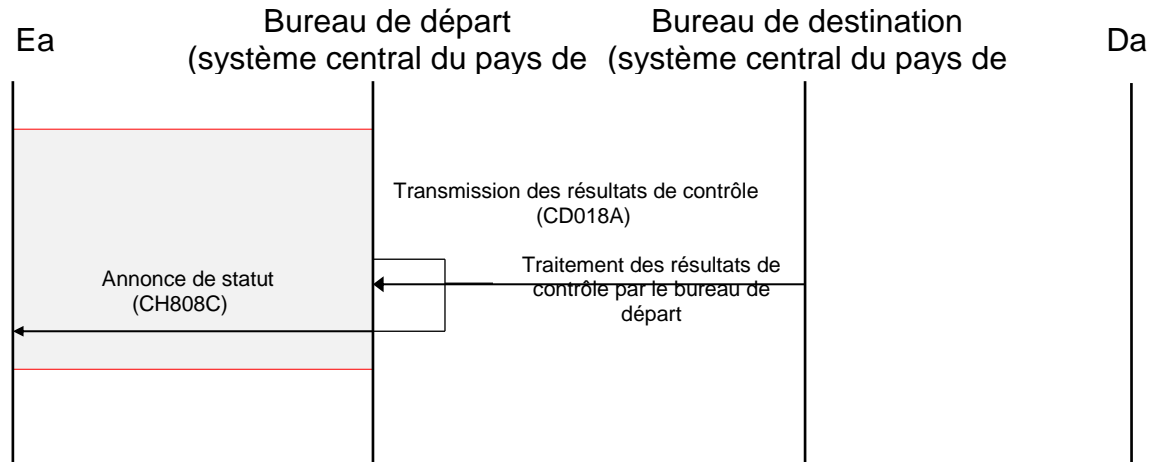 Ea
Bureau de départ
(système central du pays de
Bureau de destination
(système central du pays de
Da
Transmission des résultats de contrôle
(CD018A)
Traitement des résultats de
contrôle par le bureau de
départ
Annonce de statut
(CH808C)